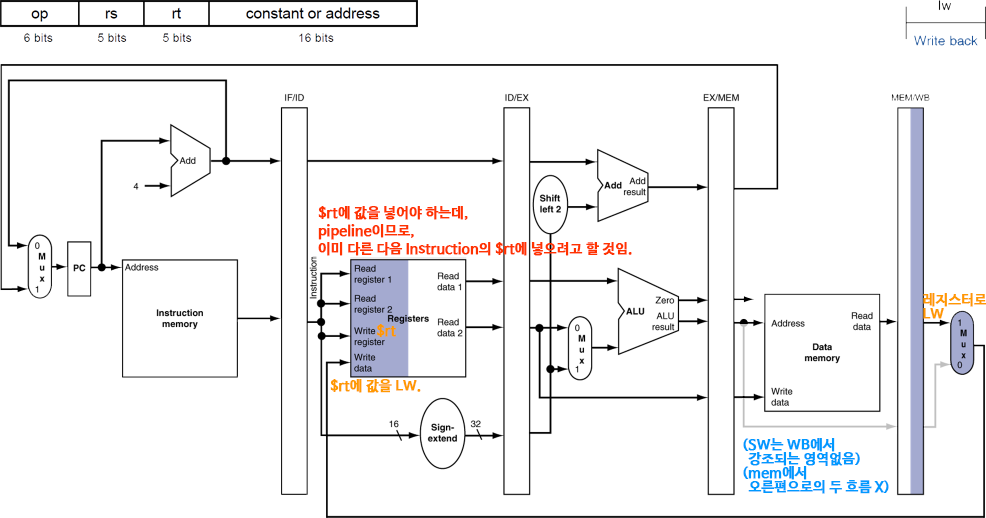 op rs rt constant or address
6 bits 5 bits 5 bits 16 bits
lw
Write back
IF/ID
ID/EX
EX/MEM
MEM/WB
Add
4
Add
Add
result
Shift
left 2
$rt에 값을 넣어야 하는데,
pipeline이므로,
이미 다른 다음 Instruction의 $rt에 넣으려고 할 것임.
0
M
u
x
1
PC
Address
Instruction
memory
Instruction
Read
register 1
Read
register 2
Registers
Write
register
$rt
Write
data
Read
data 1
Read
data 2
$rt에 값을 LW.
16
Sign-
extend
32
0
M
u
x
1
Zero
ALU
ALU
result
Address
Read
data
Data
memory
Write
data
레지스터로
LW
1
M
u
x
0
(SW는 WB에서
강조되는 영역없음)
(mem에서
오른편으로의 두 흐름 X)